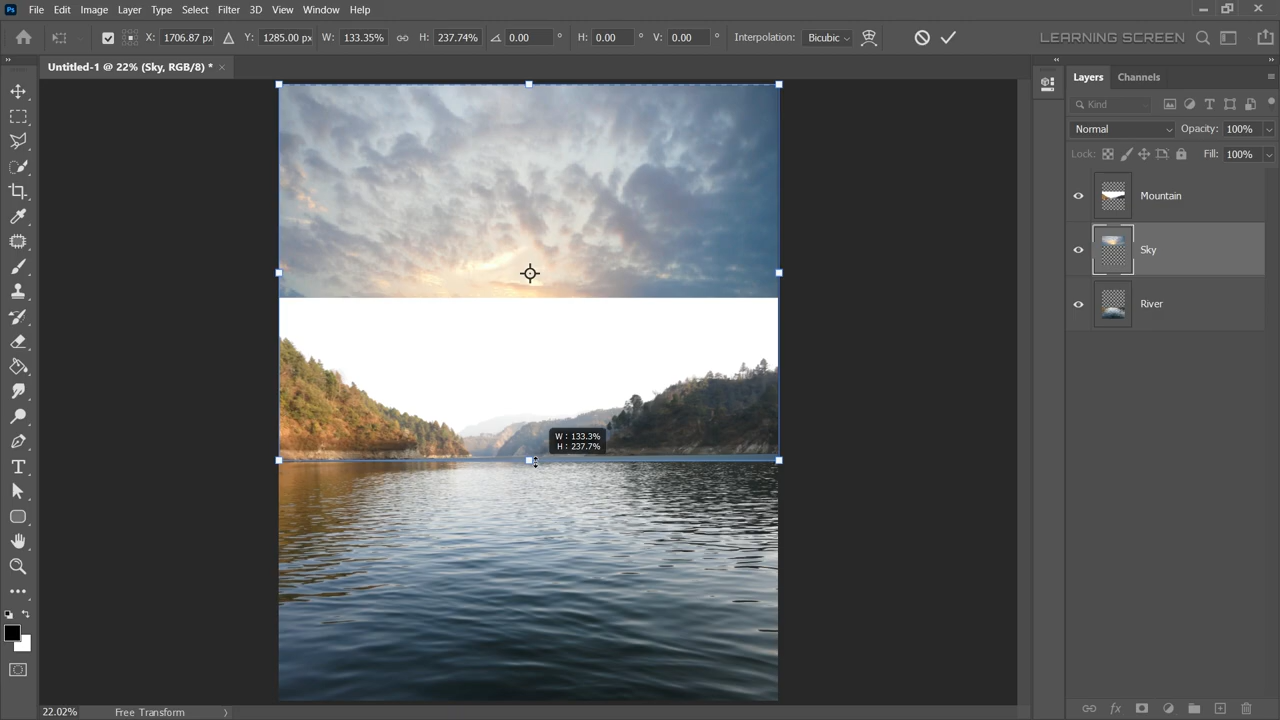 Ps File Edit Image Layer Type Select Filter 3D View Window Help
X: 1706.87 px Y: 1285.00 px W: 133.35% H: 237.74% 0.00 ° H: 0.00 ° V: 0.00 ° Interpolation: Bicubic LEARNING SCREEN
Untitled-1 @ 22% (Sky, RGB/8) * ×
Layers Channels
Kind
Normal Opacity: 100%
Lock: Fill: 100%
Mountain
Sky
River
W : 133.3%
H : 237.7%
22.02% Free Transform